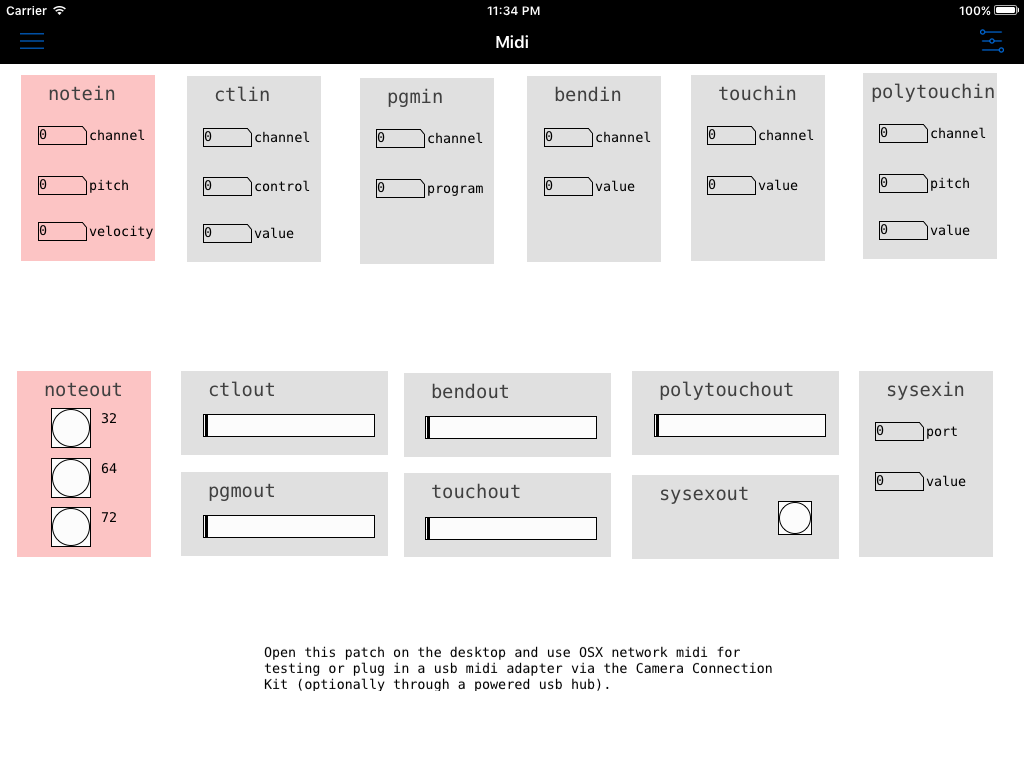 Carrier 11:34 PM 100%
Midi
notein
0 channel
0 pitch
0 velocity
ctlin
0 channel
0 control
0 value
pgmin
0 channel
0 program
bendin
0 channel
0 value
touchin
0 channel
0 value
polytouchin
0 channel
0 pitch
0 value
noteout
32
64
72
ctlout
pgmout
bendout
touchout
polytouchout
sysexout
sysexin
0 port
0 value
Open this patch on the desktop and use OSX network midi for
testing or plug in a usb midi adapter via the Camera Connection
Kit (optionally through a powered usb hub).